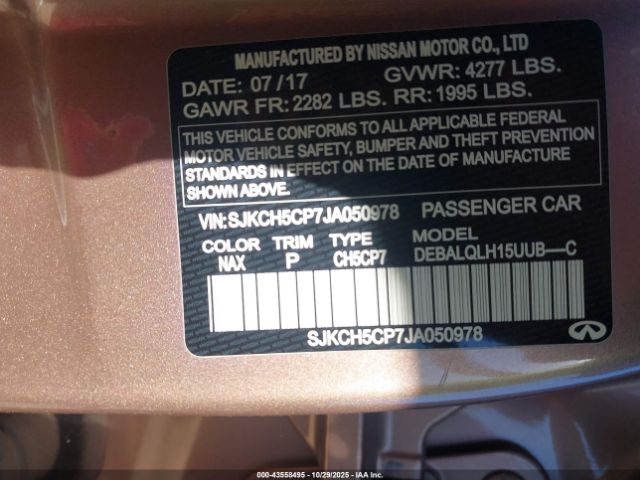 MANUFACTURED BY NISSAN MOTOR CO., LTD
DATE: 07/17 GVWR: 4277 LBS.
GAWR FR: 2282 LBS. RR: 1995 LBS.
THIS VEHICLE CONFORMS TO ALL APPLICABLE FEDERAL
MOTOR VEHICLE SAFETY, BUMPER AND THEFT PREVENTION
STANDARDS IN EFFECT ON THE DATE OF MANUFACTURE
SHOWN ABOVE.
VIN:SJKCH5CP7JA050978 PASSENGER CAR
COLOR TRIM TYPE MODEL
NAX P CH5CP7 DEBALQLH15UUB--C
SJKCH5CP7JA050978
000-43558495 10/29/2025 IAAI.com